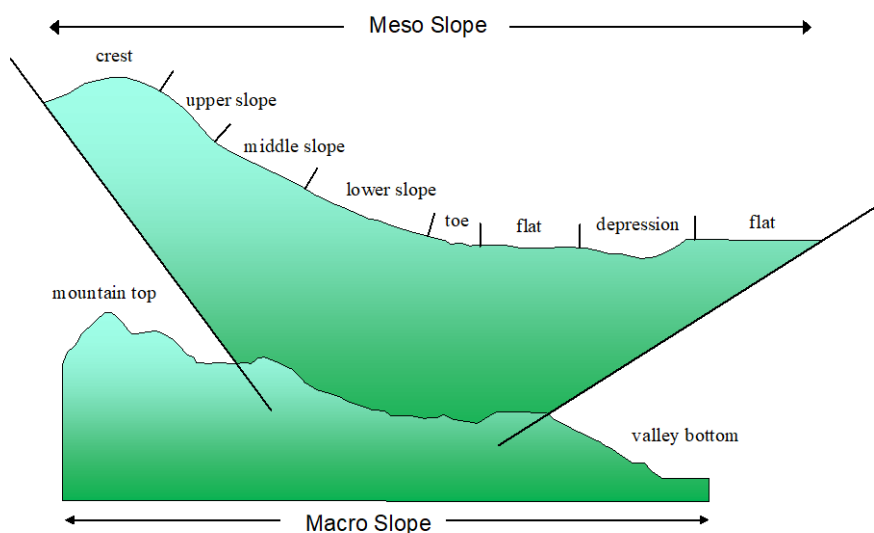 Meso Slope
crest
upper slope
middle slope
lower slope
toe
flat
depression
flat
mountain top
valley bottom
Macro Slope